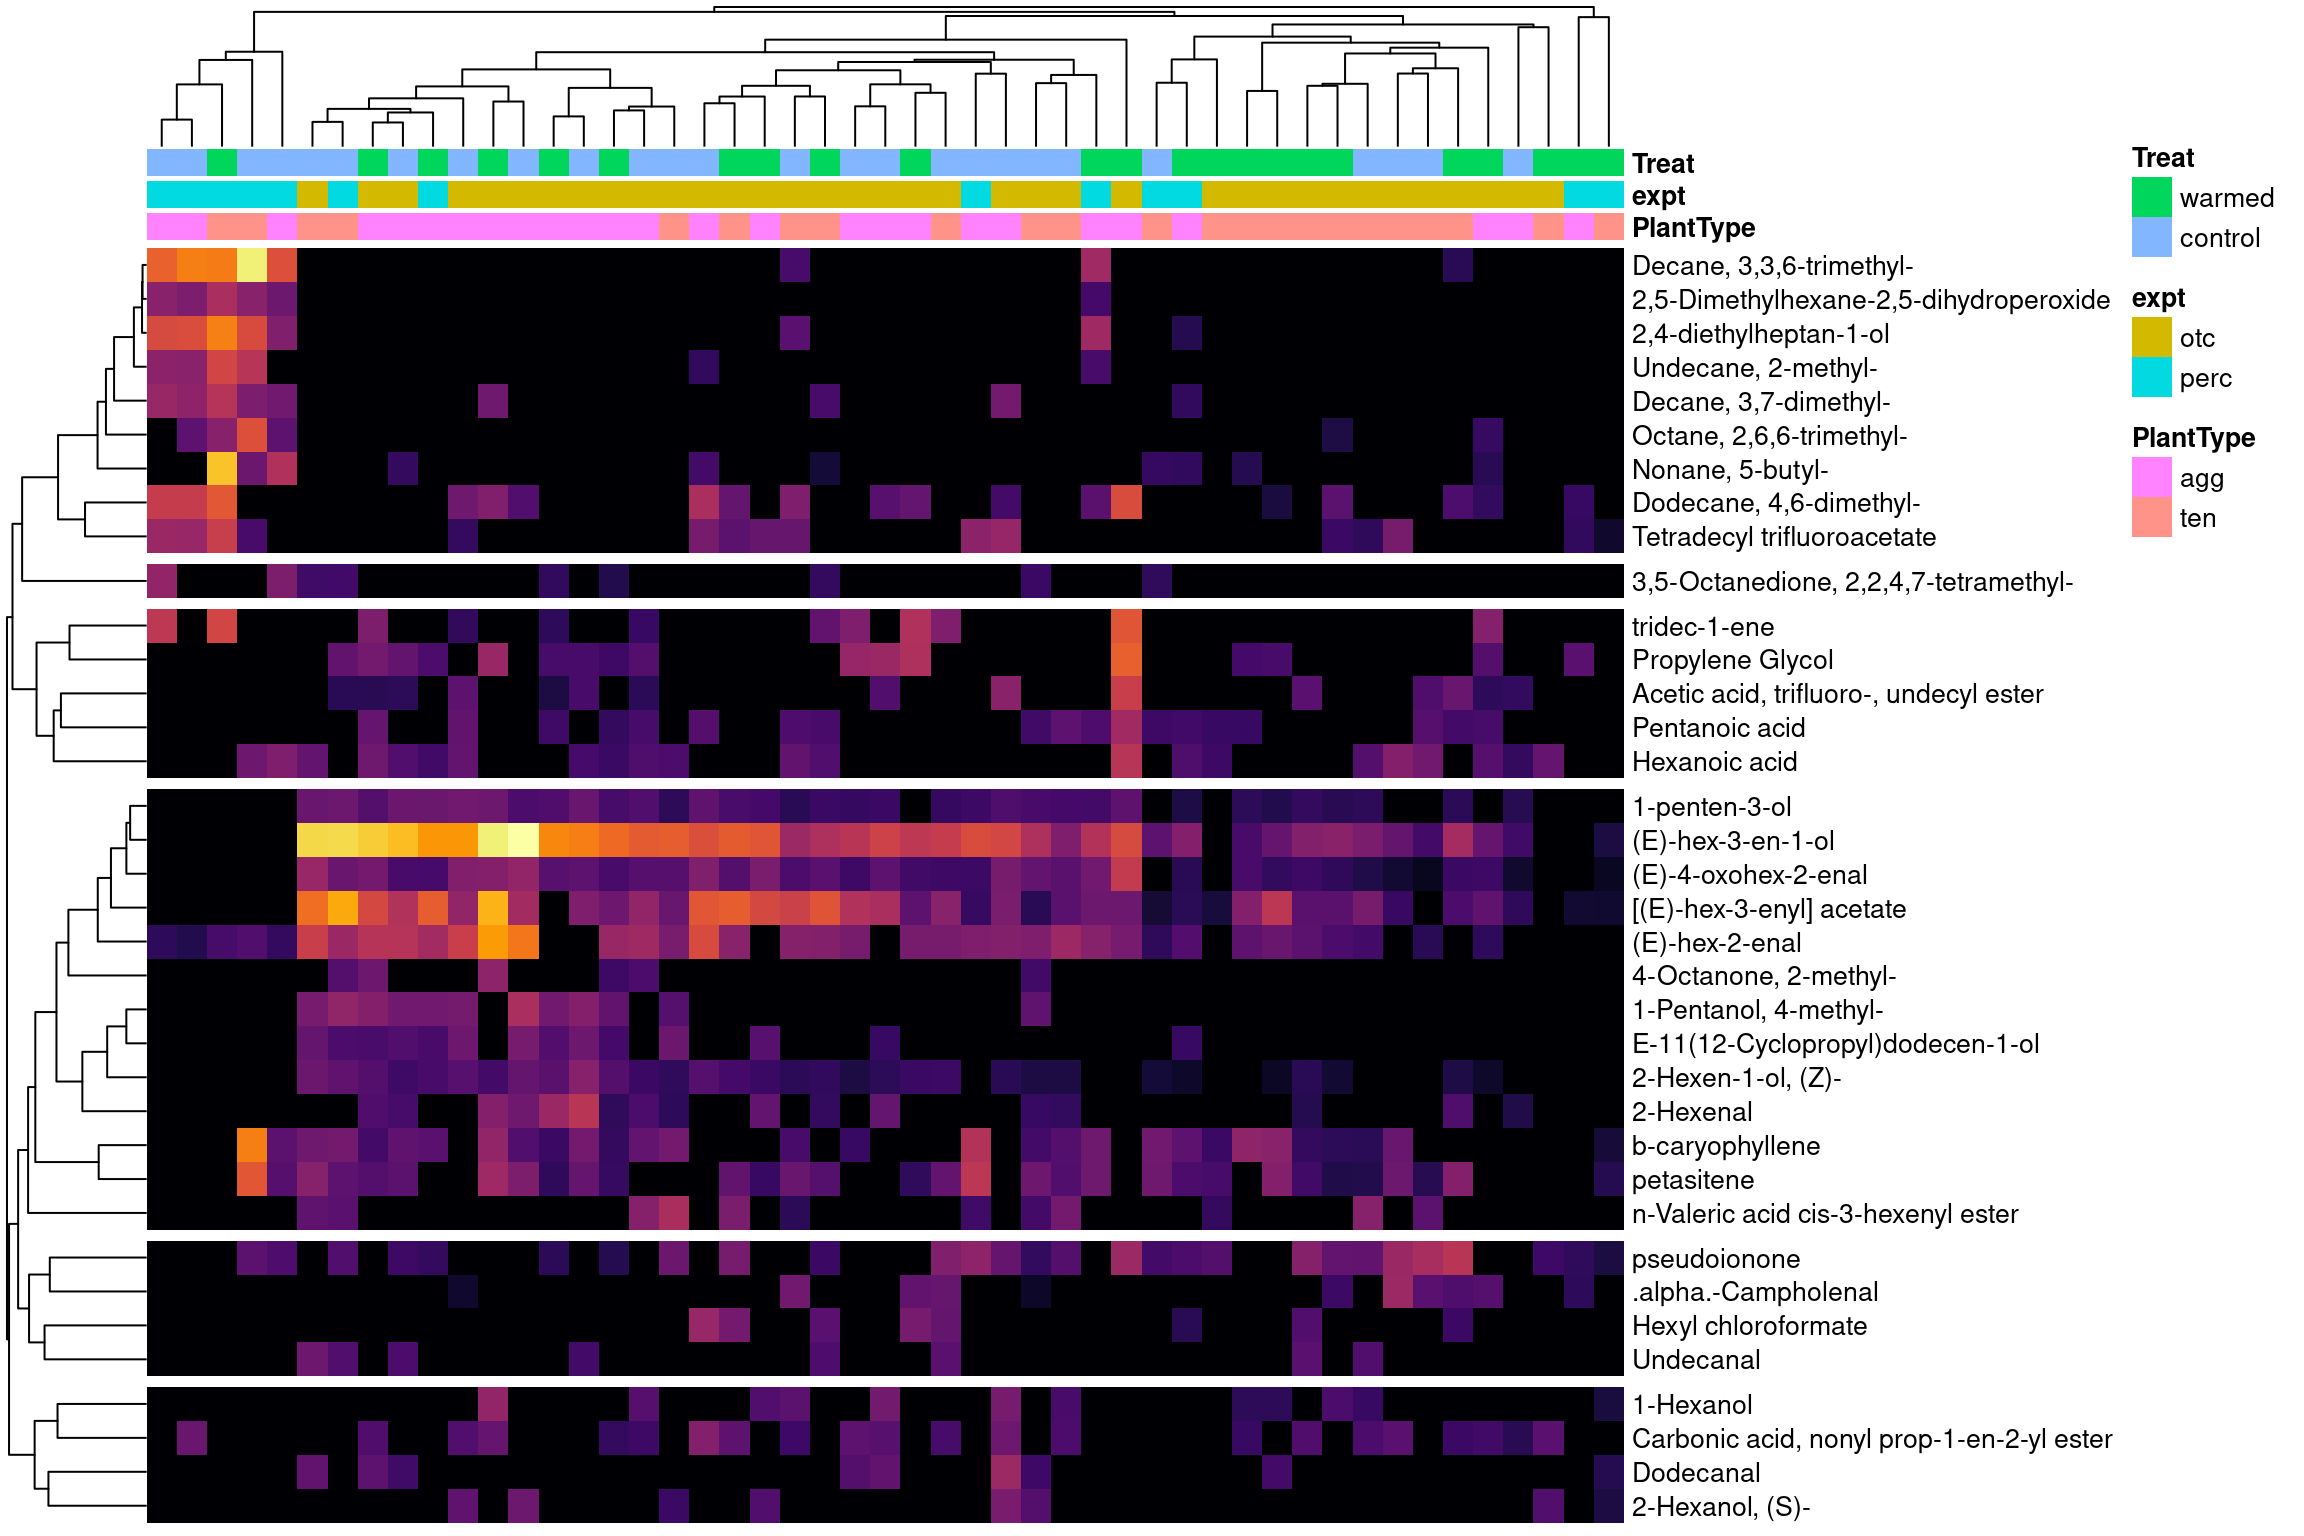 Treat
expt
PlantType
Decane, 3,3,6-trimethyl-
2,5-Dimethylhexane-2,5-dihydroperoxide
2,4-diethylheptan-1-ol
Undecane, 2-methyl-
Decane, 3,7-dimethyl-
Octane, 2,6,6-trimethyl-
Nonane, 5-butyl-
Dodecane, 4,6-dimethyl-
Tetradecyl trifluoroacetate
3,5-Octanedione, 2,2,4,7-tetramethyl-
tridec-1-ene
Propylene Glycol
Acetic acid, trifluoro-, undecyl ester
Pentanoic acid
Hexanoic acid
1-penten-3-ol
(E)-hex-3-en-1-ol
(E)-4-oxohex-2-enal
[(E)-hex-3-enyl] acetate
(E)-hex-2-enal
4-Octanone, 2-methyl-
1-Pentanol, 4-methyl-
E-11(12-Cyclopropyl)dodecen-1-ol
2-Hexen-1-ol, (Z)-
2-Hexenal
b-caryophyllene
petasitene
n-Valeric acid cis-3-hexenyl ester
pseudoionone
.alpha.-Campholenal
Hexyl chloroformate
Undecanal
1-Hexanol
Carbonic acid, nonyl prop-1-en-2-yl ester
Dodecanal
2-Hexanol, (S)-
Treat
warmed
control
expt
otc
perc
PlantType
agg
ten